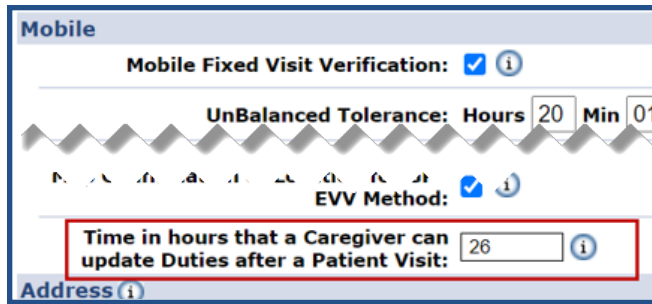 Mobile
Mobile Fixed Visit Verification:
UnBalanced Tolerance: Hours 20 Min 01
EVV Method:
Time in hours that a Caregiver can 26
update Duties after a Patient Visit:
Address